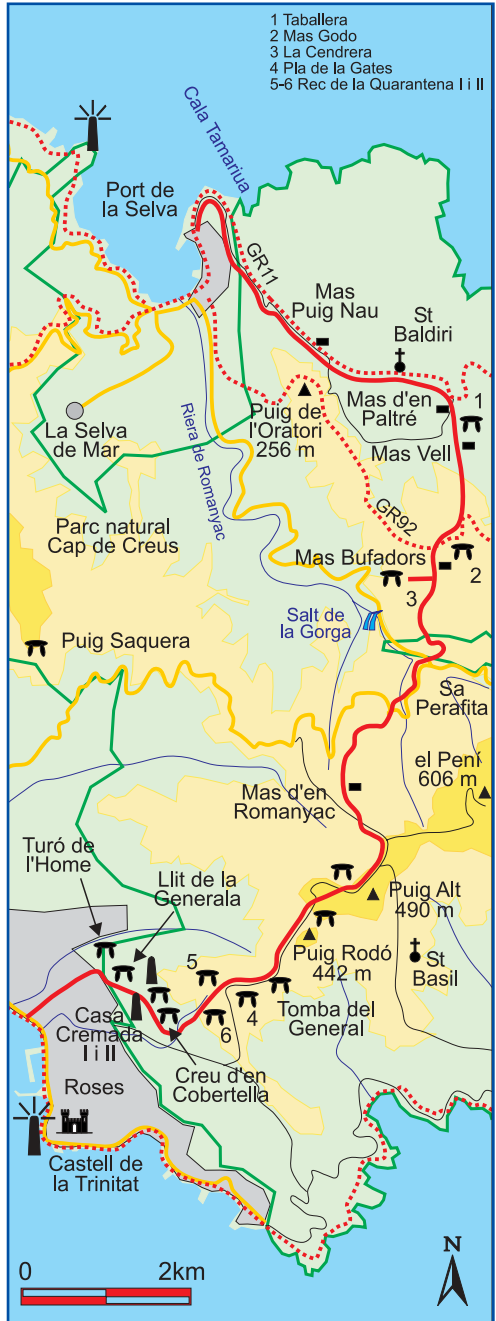 1 Taballera
2 Mas Godo
3 La Cendrera
4 Pla de la Gates
5-6 Rec de la Quarantena I i II
Cala Tamariua
Port de
la Selva
GR11
Mas
Puig Nau
St
Baldiri
1
Puig de
l'Oratori
256 m
Mas d'en
Paltré
La Selva
de Mar
Riera de Romanyac
Mas Vell
GR92
Parc natural
Cap de Creus
Mas Bufadors
2
3
Salt de
la Gorga
Puig Saquera
Sa
Perafita
el Pení
606 m
Mas d'en
Romanyac
Turó de
l'Home
Llit de la
Generala
Puig Alt
490 m
Puig Rodó
442 m
St
Basil
5
4
6
Tomba del
General
Casa
Cremada
I i II
Creu d'en
Cobertella
Roses
Castell de
la Trinitat
N
0 2km